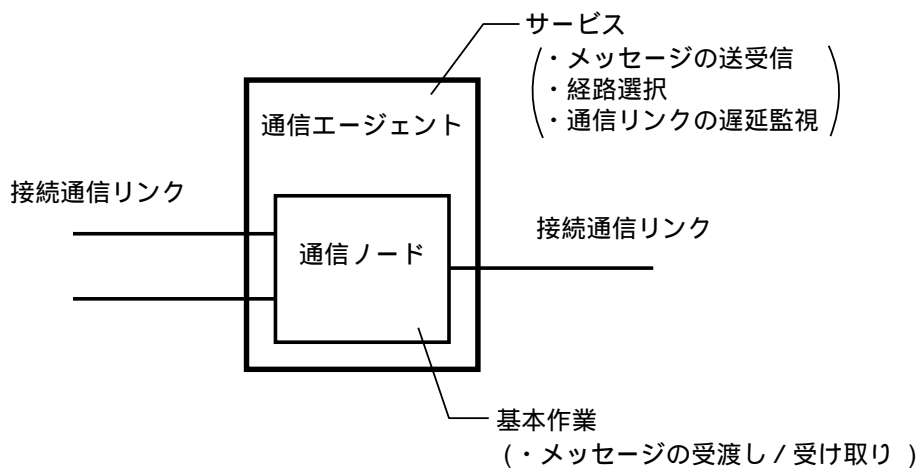 サービス
・メッセージの送受信
・経路選択
・通信リンクの遅延監視
通信エージェント
接続通信リンク
通信ノード
接続通信リンク
基本作業
(・メッセージの受渡し / 受け取り )